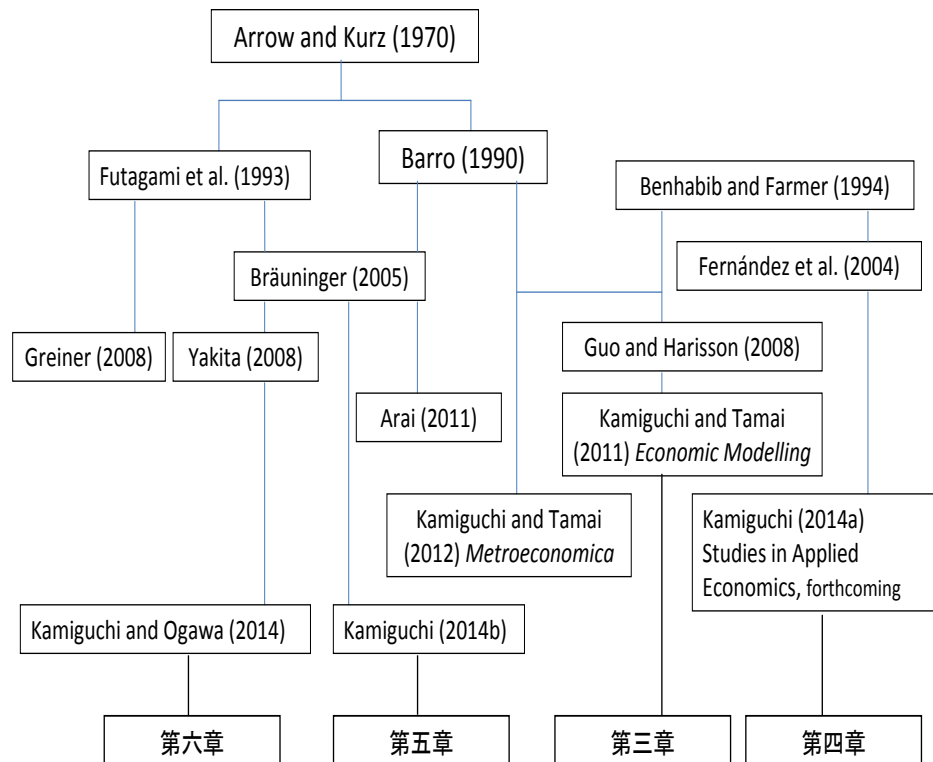 Arrow and Kurz (1970)
Barro (1990)
Futagami et al. (1993)
Benhabib and Farmer (1994)
Bräuninger (2005)
Fernández et al. (2004)
Greiner (2008)
Yakita (2008)
Guo and Harisson (2008)
Arai (2011)
Kamiguchi and Tamai
(2011) Economic Modelling
Kamiguchi and Tamai
(2012) Metroeconomica
Kamiguchi (2014a)
Studies in Applied
Economics, forthcoming
Kamiguchi and Ogawa (2014)
Kamiguchi (2014b)
第六章
第五章
第三章
第四章